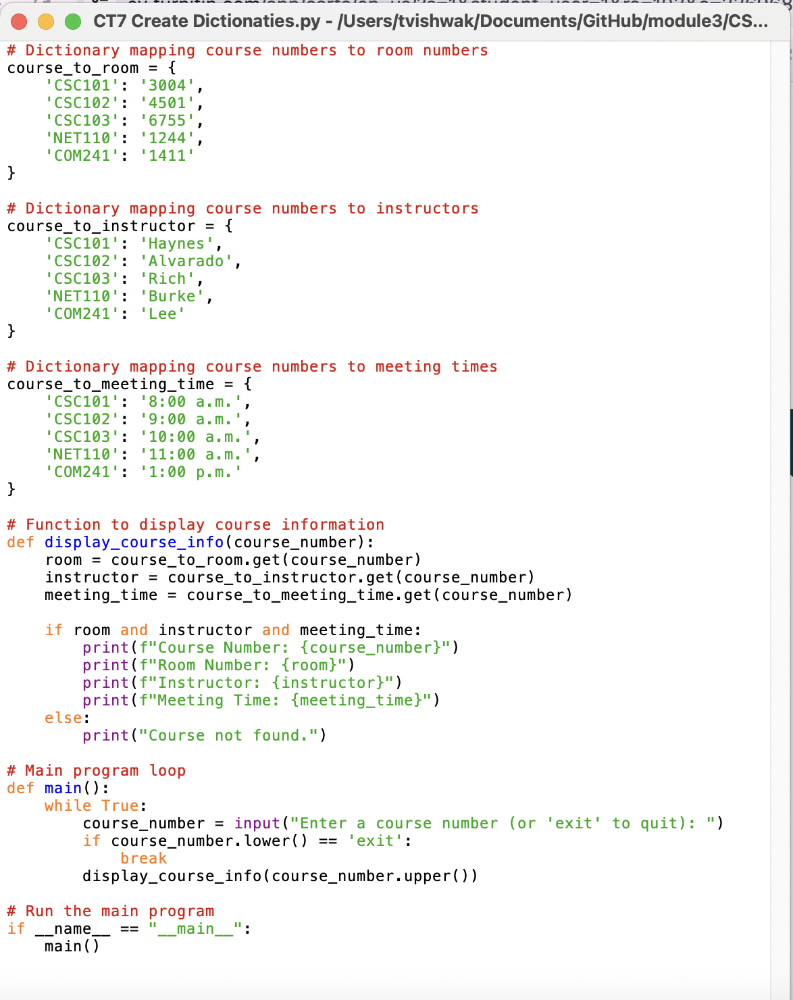 CT7 Create Dictionaties.py - /Users/tvishwak/Documents/GitHub/module3/CS...
# Dictionary mapping course numbers to room numbers
course_to_room = {
    'CSC101': '3004',
    'CSC102': '4501',
    'CSC103': '6755',
    'NET110': '1244',
    'COM241': '1411'
}

# Dictionary mapping course numbers to instructors
course_to_instructor = {
    'CSC101': 'Haynes',
    'CSC102': 'Alvarado',
    'CSC103': 'Rich',
    'NET110': 'Burke',
    'COM241': 'Lee'
}

# Dictionary mapping course numbers to meeting times
course_to_meeting_time = {
    'CSC101': '8:00 a.m.',
    'CSC102': '9:00 a.m.',
    'CSC103': '10:00 a.m.',
    'NET110': '11:00 a.m.',
    'COM241': '1:00 p.m.'
}

# Function to display course information
def display_course_info(course_number):
    room = course_to_room.get(course_number)
    instructor = course_to_instructor.get(course_number)
    meeting_time = course_to_meeting_time.get(course_number)

    if room and instructor and meeting_time:
        print(f"Course Number: {course_number}")
        print(f"Room Number: {room}")
        print(f"Instructor: {instructor}")
        print(f"Meeting Time: {meeting_time}")
    else:
        print("Course not found.")

# Main program loop
def main():
    while True:
        course_number = input("Enter a course number (or 'exit' to quit): ")
        if course_number.lower() == 'exit':
            break
        display_course_info(course_number.upper())

# Run the main program
if __name__ == "__main__":
    main()